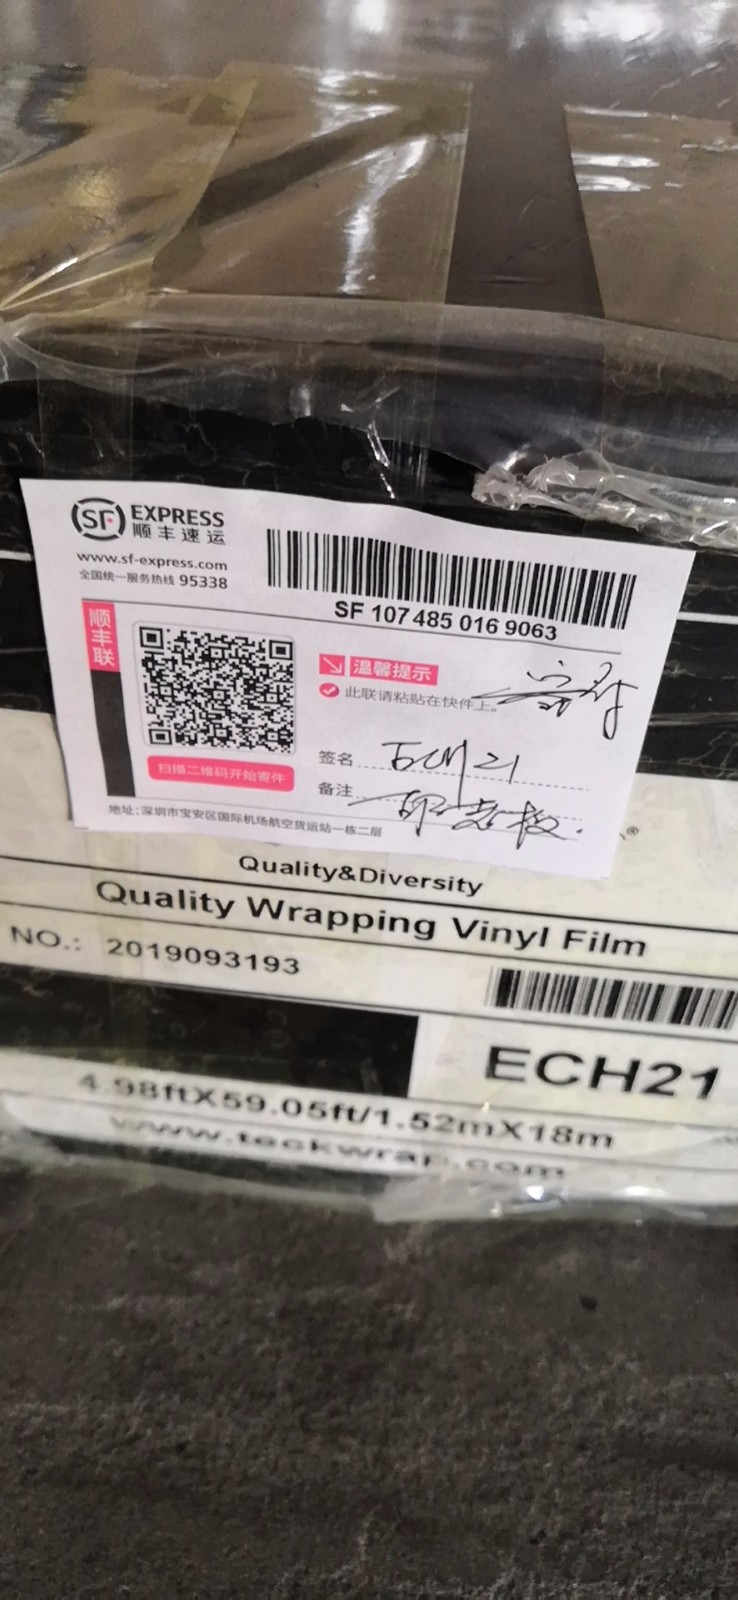 SF EXPRESS
顺丰速运
www.sf-express.com
全国统一服务热线 95338
SF 107 485 016 9063
顺丰联
温馨提示
此联请粘贴在快件上。
扫描二维码开始寄件
签名 ECH21
备注
地址:深圳市宝安区国际机场航空货运站一栋二层
®
Quality&Diversity
Quality Wrapping Vinyl Film
NO.: 2019093193
ECH21
4.98ftX59.05ft/1.52mX18m
www.teckwrap.com